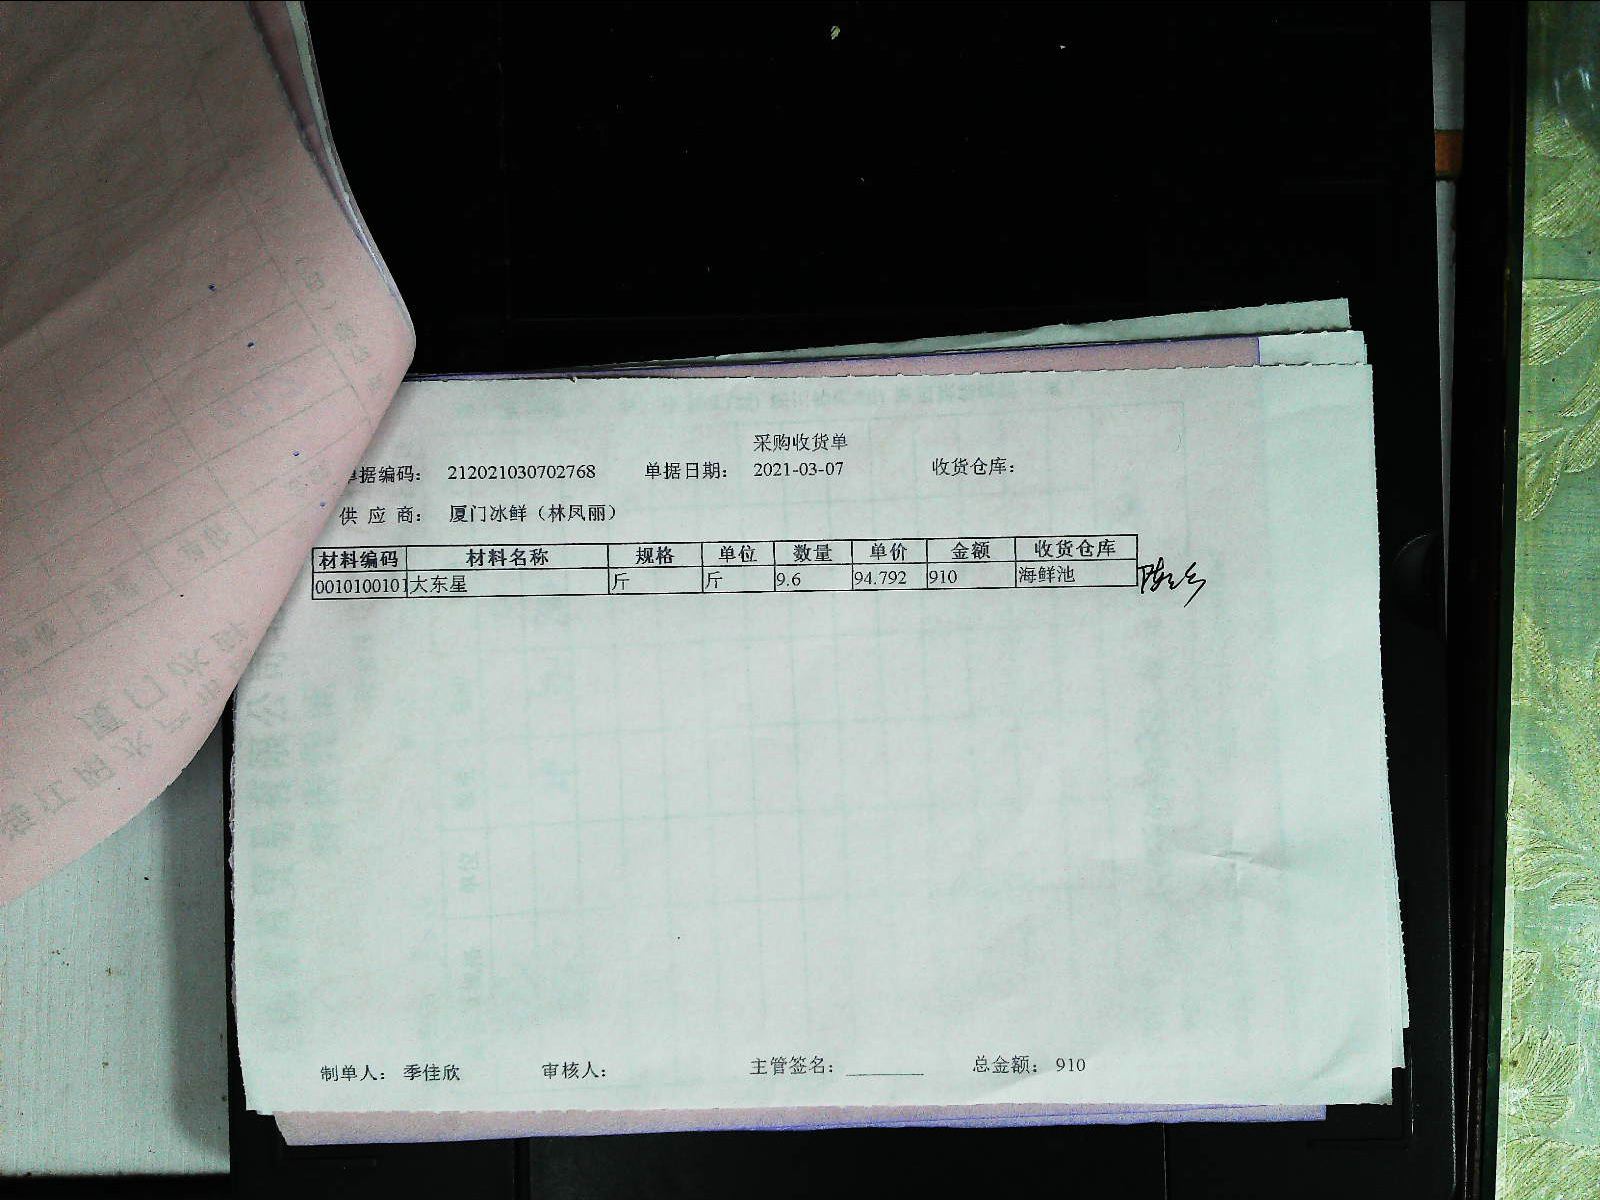 采购收货单
单据编码： 212021030702768 单据日期： 2021-03-07 收货仓库：
供 应 商： 厦门冰鲜（林凤丽）
材料编码 材料名称 规格 单位 数量 单价 金额 收货仓库
0010100101 大东星 斤 斤 9.6 94.792 910 海鲜池
制单人： 季佳欣 审核人： 主管签名： 总金额： 910